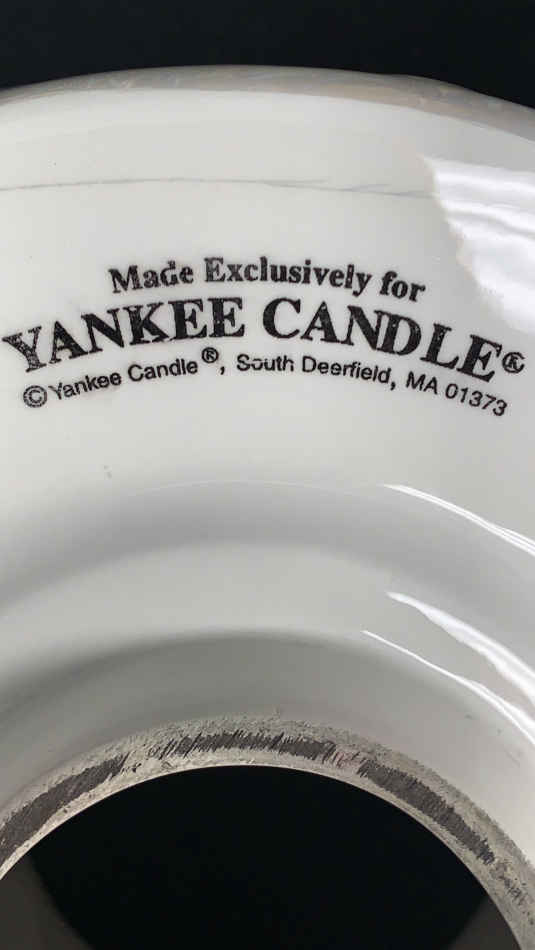 Made Exclusively for
YANKEE CANDLE®
©Yankee Candle®, South Deerfield, MA 01373